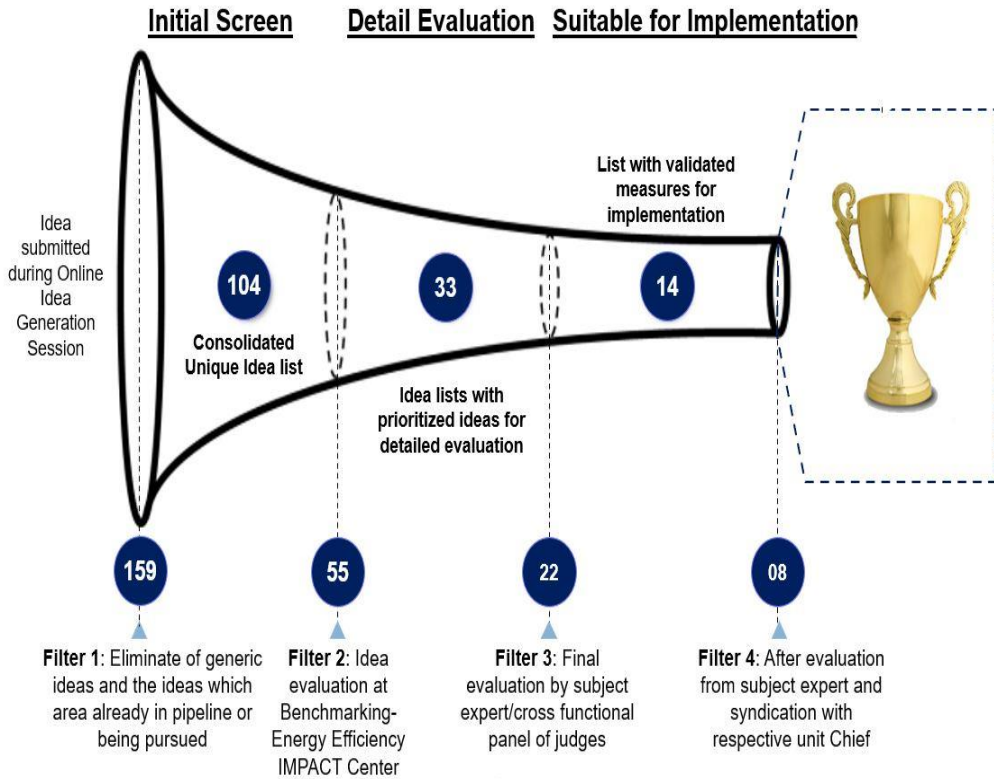 Initial Screen
Detail Evaluation
Suitable for Implementation
Idea
submitted
during Online
Idea
Generation
Session
104
Consolidated
Unique Idea list
33
Idea lists with
prioritized ideas for
detailed evaluation
List with validated
measures for
implementation
14
159
55
22
08
Filter 1: Eliminate of generic
ideas and the ideas which
area already in pipeline or
being pursued
Filter 2: Idea
evaluation at
Benchmarking-
Energy Efficiency
IMPACT Center
Filter 3: Final
evaluation by subject
expert/cross functional
panel of judges
Filter 4: After evaluation
from subject expert and
syndication with
respective unit Chief